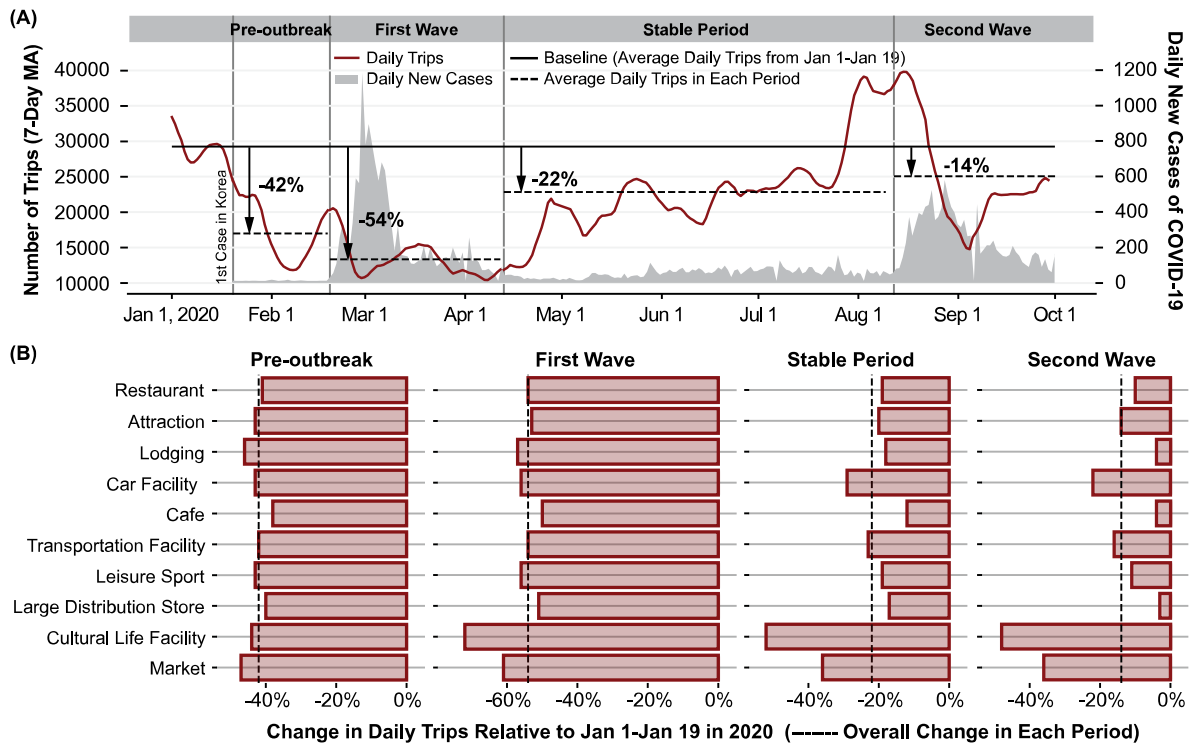 (A)
Pre-outbreak First Wave Stable Period Second Wave
Daily Trips
Daily New Cases
Baseline (Average Daily Trips from Jan 1-Jan 19)
Average Daily Trips in Each Period
Number of Trips (7-Day MA)
40000
35000
30000
25000
20000
15000
10000
1st Case in Korea
-42%
-54%
-22%
-14%
1200
1000
800
600
400
200
0
Daily New Cases of COVID-19
Jan 1, 2020 Feb 1 Mar 1 Apr 1 May 1 Jun 1 Jul 1 Aug 1 Sep 1 Oct 1
(B)
Pre-outbreak First Wave Stable Period Second Wave
Restaurant
Attraction
Lodging
Car Facility
Cafe
Transportation Facility
Leisure Sport
Large Distribution Store
Cultural Life Facility
Market
-40% -20% 0% -60% -40% -20% 0% -40% -20% 0% -40% -20% 0%
Change in Daily Trips Relative to Jan 1-Jan 19 in 2020 (------- Overall Change in Each Period)